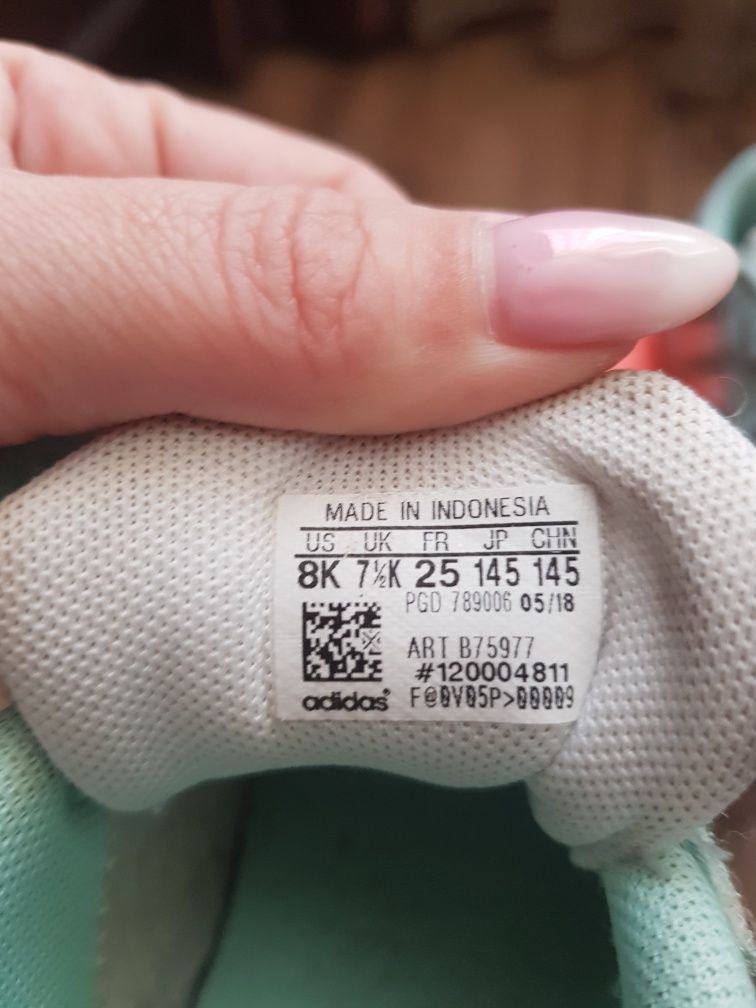 MADE IN INDONESIA
US UK FR JP CHN
8K 7½K 25 145 145
PGD 789006 05/18
ART B75977
#120004811
adidas® F@0V05P>00009